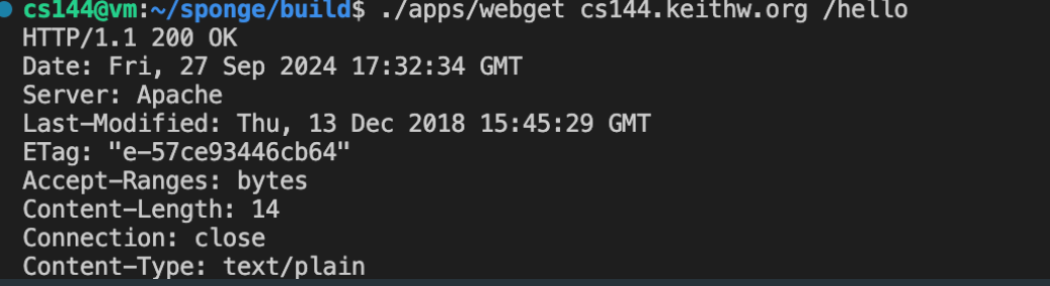 cs144@vm:~/sponge/build$ ./apps/webget cs144.keithw.org /hello
HTTP/1.1 200 OK
Date: Fri, 27 Sep 2024 17:32:34 GMT
Server: Apache
Last-Modified: Thu, 13 Dec 2018 15:45:29 GMT
ETag: "e-57ce93446cb64"
Accept-Ranges: bytes
Content-Length: 14
Connection: close
Content-Type: text/plain